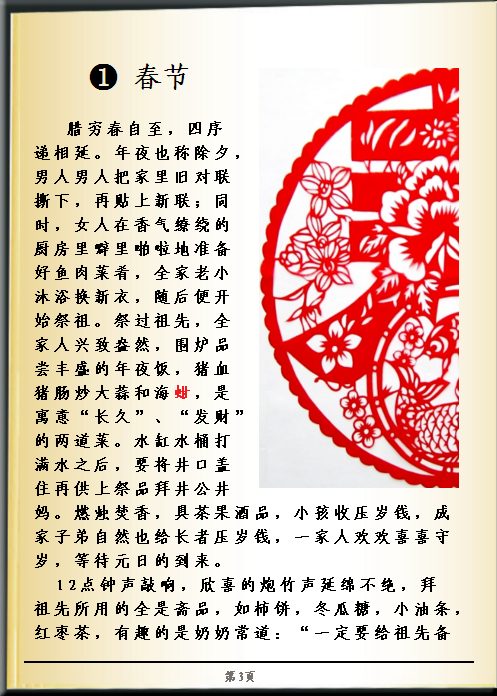 ❶ 春节
腊穷春自至，四序
递相延。年夜也称除夕，
男人男人把家里旧对联
撕下，再贴上新联；同
时，女人在香气缭绕的
厨房里噼里啪啦地准备
好鱼肉菜肴，全家老小
沐浴换新衣，随后便开
始祭祖。祭过祖先，全
家人兴致盎然，围炉品
尝丰盛的年夜饭，猪血
猪肠炒大蒜和海蚶，是
寓意“长久”、“发财”
的两道菜。水缸水桶打
满水之后，要将井口盖
住再供上祭品拜井公井
妈。燃烛焚香，具茶果酒品，小孩收压岁钱，成
家子弟自然也给长者压岁钱，一家人欢欢喜喜守
岁，等待元日的到来。
12点钟声敲响，欣喜的炮竹声延绵不绝，拜
祖先所用的全是斋品，如柿饼，冬瓜糖，小油条，
红枣茶，有趣的是奶奶常道：“一定要给祖先备
第3頁